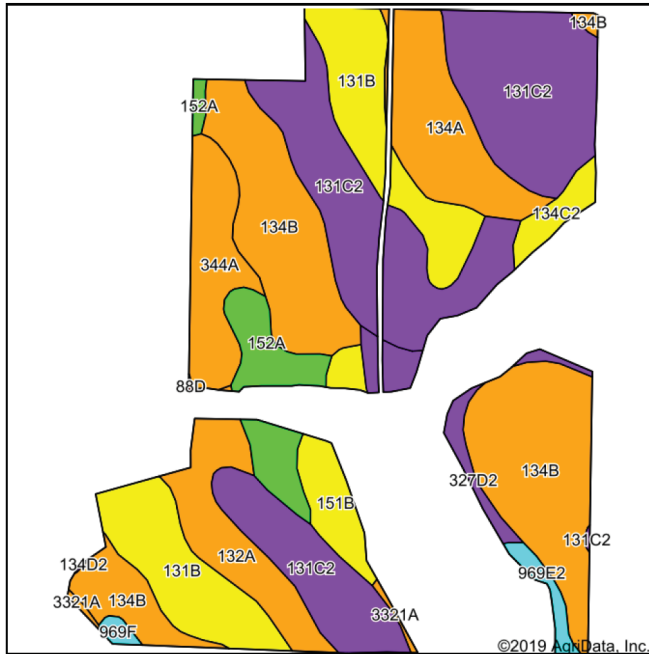 134B
131B
131C2
152A
134A
131C2
134C2
134B
344A
152A
88D
134B
327D2
151B
132A
131C2
131C2
134D2
131B
969E2
3321A
134B
3321A
969F
©2019 AgriData, Inc.